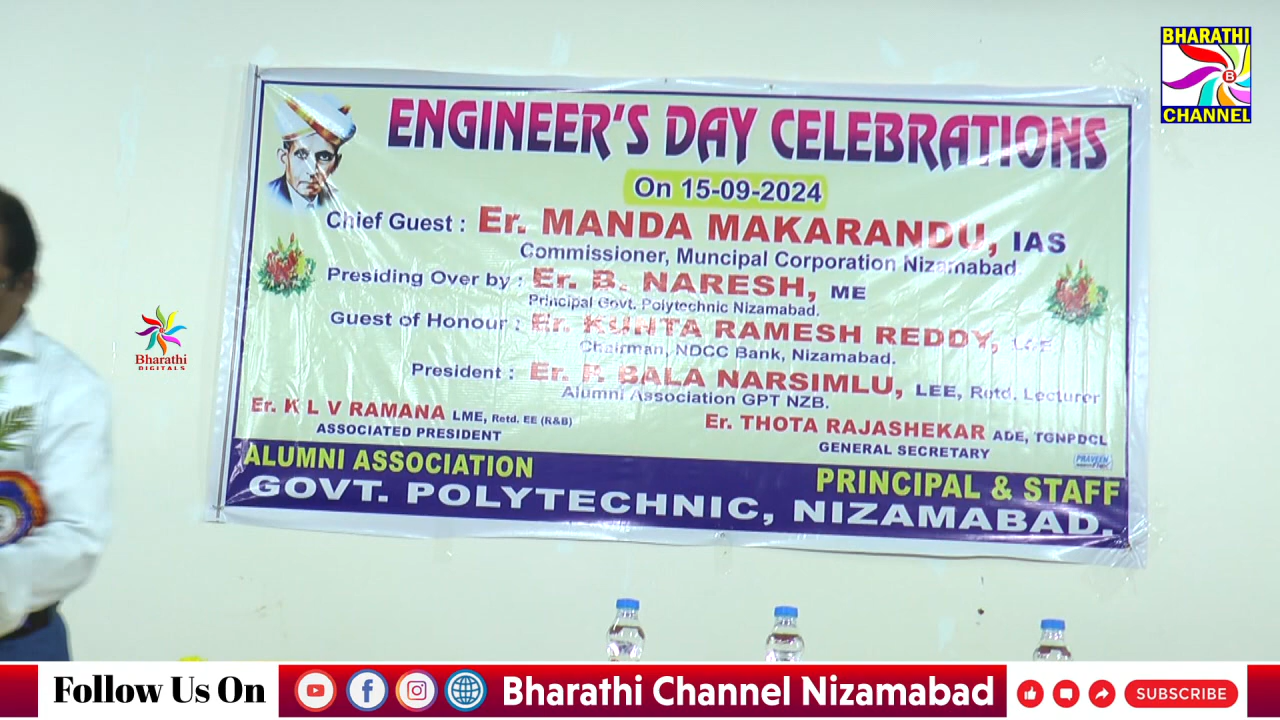 BHARATHI
B
CHANNEL
ENGINEER'S DAY CELEBRATIONS
On 15-09-2024
Chief Guest : Er. MANDA MAKARANDU, IAS
Commissioner, Muncipal Corporation Nizamabad.
Presiding Over by : Er. B. NARESH, ME
Principal Govt. Polytechnic Nizamabad.
Guest of Honour : Er. KUNTA RAMESH REDDY,
Chairman, NDCC Bank, Nizamabad.
President : Er. P. BALA NARSIMLU, LEE, Retd. Lecturer
Alumni Association GPT NZB.
Er. K L V RAMANA LME, Retd. EE (R&B)
ASSOCIATED PRESIDENT
Er. THOTA RAJASHEKAR ADE, TGNPDCL
GENERAL SECRETARY
PRAVEEN
ALUMNI ASSOCIATION
PRINCIPAL & STAFF
GOVT. POLYTECHNIC, NIZAMABAD.
Bharathi
DIGITALS
Follow Us On
Bharathi Channel Nizamabad
SUBSCRIBE